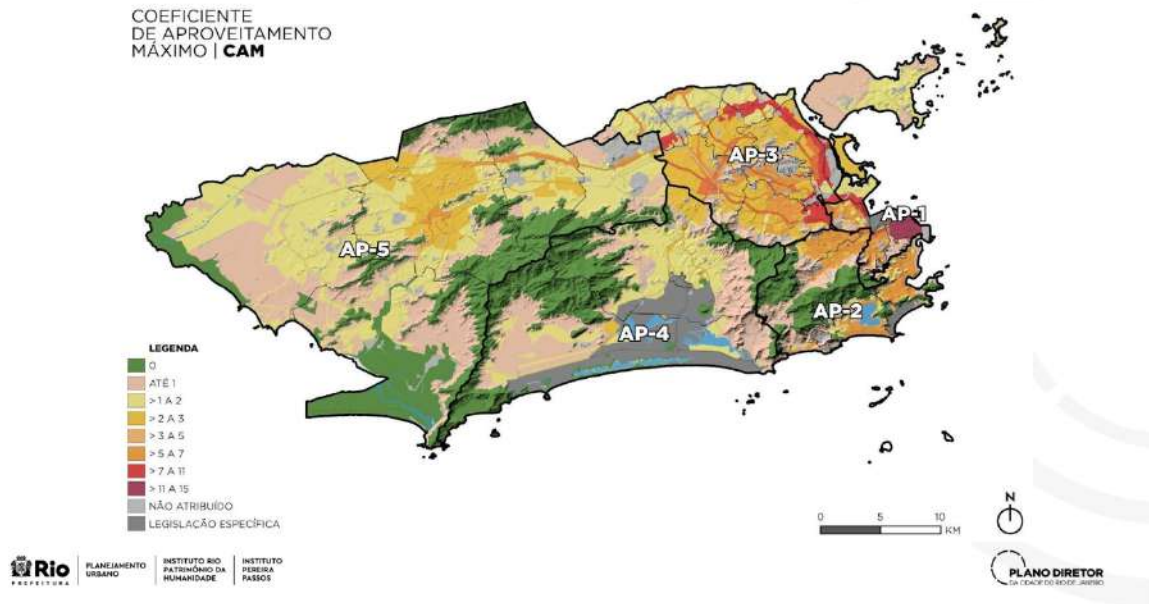 COEFICIENTE
DE APROVEITAMENTO
MÁXIMO | CAM
AP-3
AP-1
AP-5
AP-2
AP-4
LEGENDA
0
ATÉ 1
>1 A 2
>2 A 3
>3 A 5
>5 A 7
>7 A 11
>11 A 15
NÃO ATRIBUÍDO
LEGISLAÇÃO ESPECÍFICA
N
0 5 10
KM
Rio
PREFEITURA
PLANEJAMENTO
URBANO
INSTITUTO RIO
PATRIMÔNIO DA
HUMANIDADE
INSTITUTO
PEREIRA
PASSOS
PLANO DIRETOR
DA CIDADE DO RIO DE JANEIRO